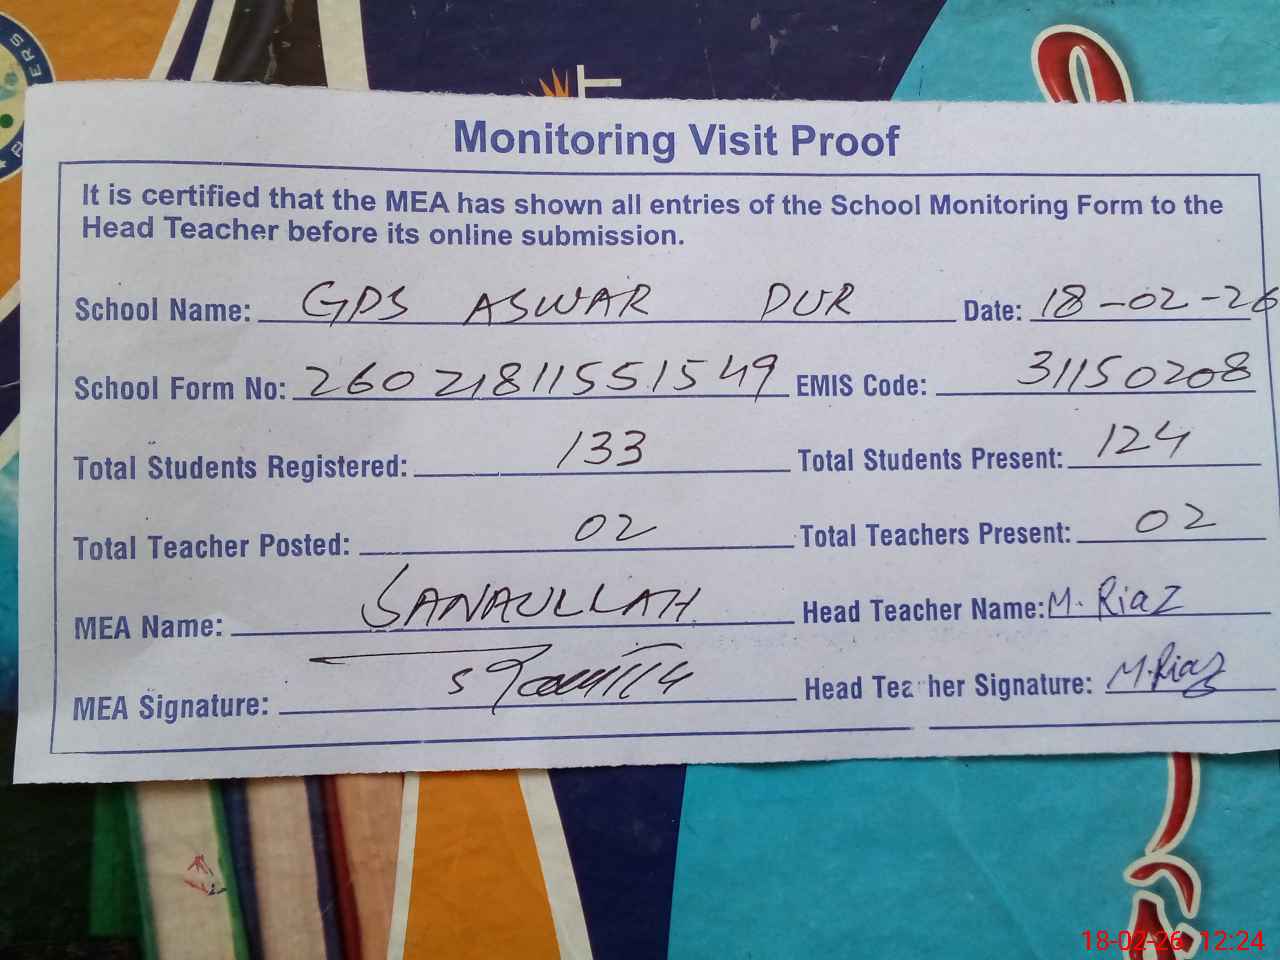 ERS
Monitoring Visit Proof
It is certified that the MEA has shown all entries of the School Monitoring Form to the
Head Teacher before its online submission.
School Name: GPS ASWAR PUR Date: 18-02-26
School Form No: 26021811551549 EMIS Code: 31150208
Total Students Registered: 133 Total Students Present: 124
Total Teacher Posted: 02 Total Teachers Present: 02
MEA Name: SANAULLAH Head Teacher Name: M. Riaz
MEA Signature: Head Teacher Signature: M.Riaz
18-02-26 12:24